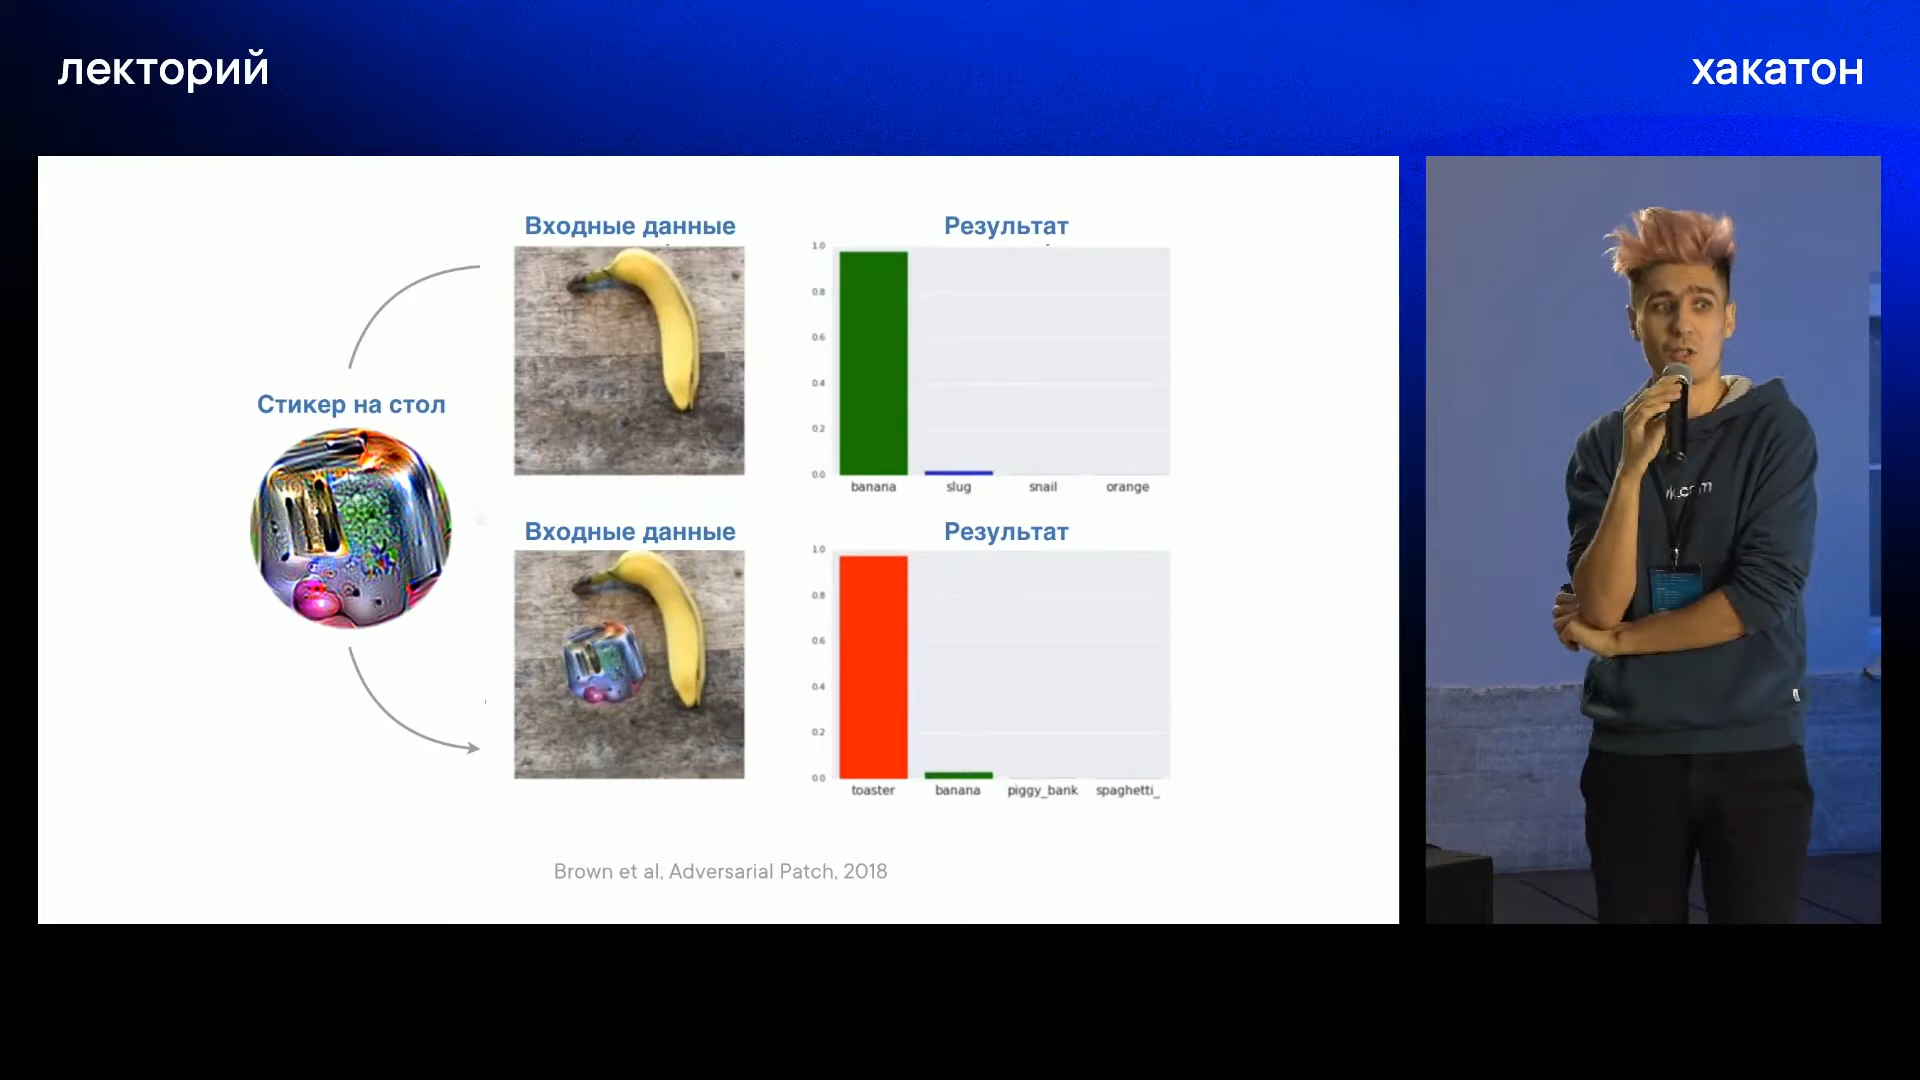 лекторий
хакатон
Входные данные
Результат
1.0
0.8
0.6
0.4
0.2
0.0
banana
slug
snail
orange
Стикер на стол
Входные данные
Результат
1.0
0.8
0.6
0.4
0.2
0.0
toaster
banana
piggy_bank
spaghetti_
Brown et al, Adversarial Patch, 2018